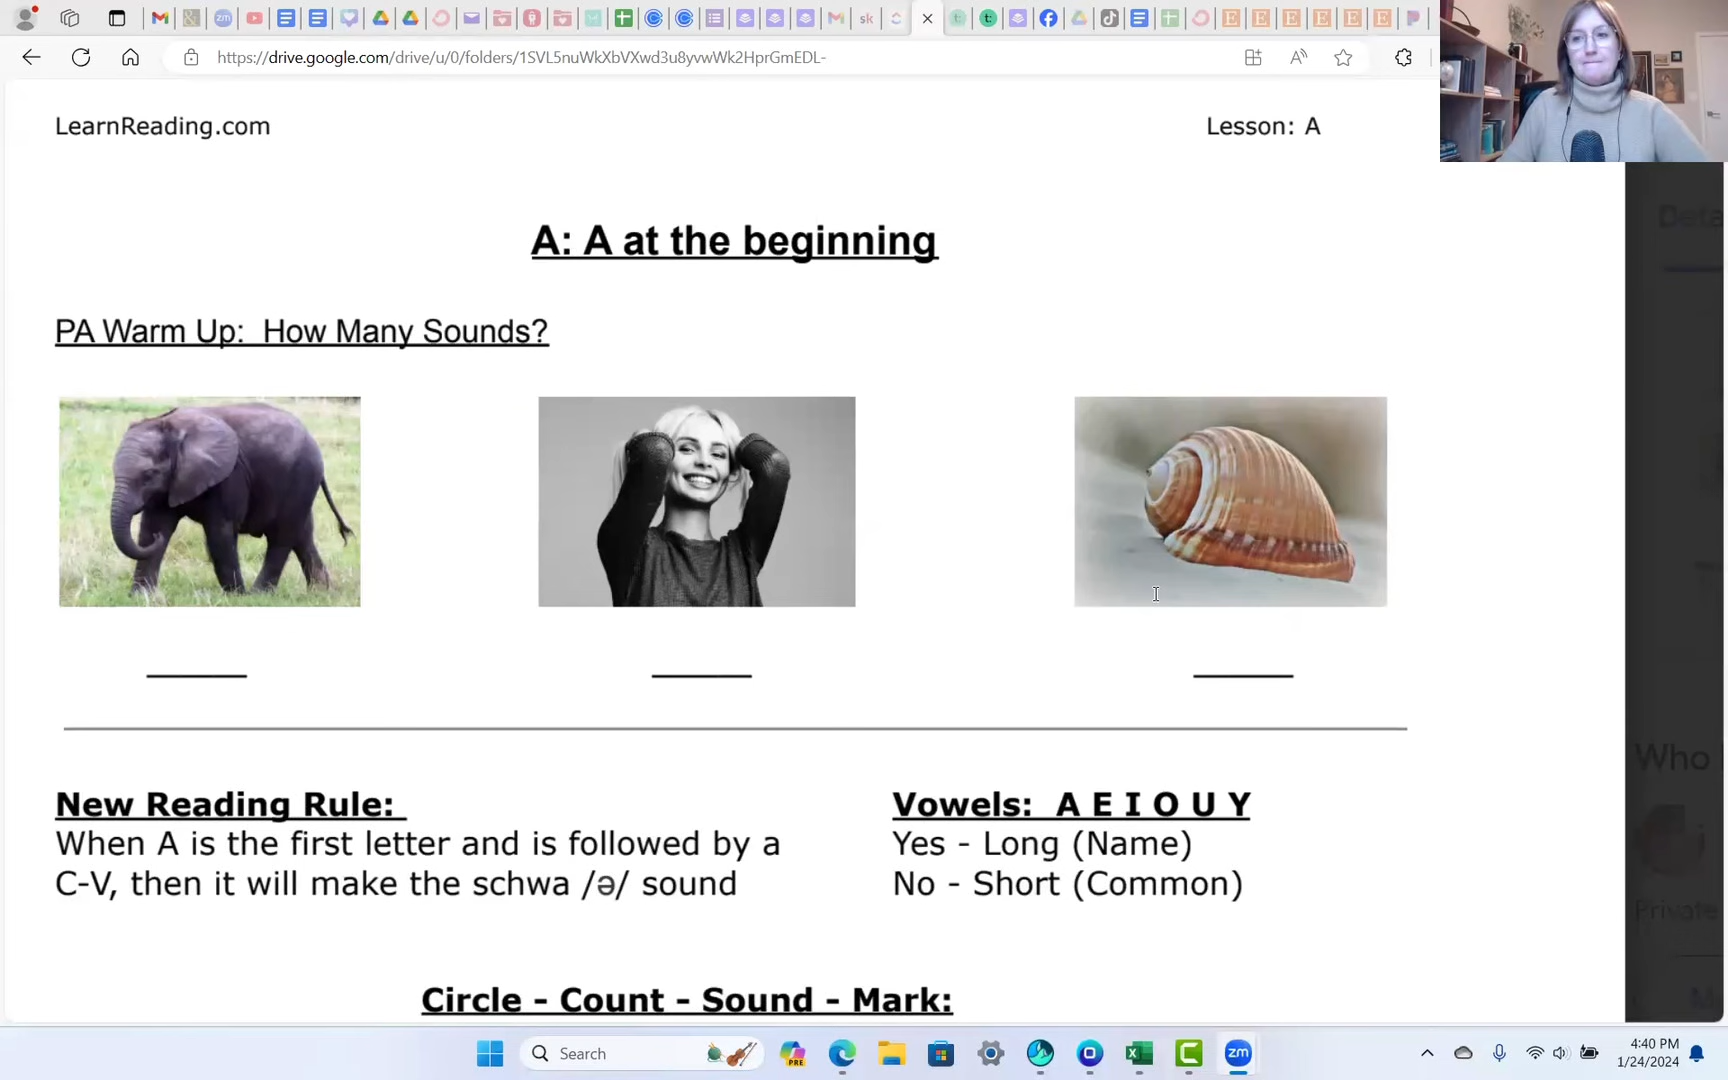 https://drive.google.com/drive/u/0/folders/1SVL5nuWkXbVXwd3u8yvwWk2HprGmEDL-
LearnReading.com Lesson: A
A: A at the beginning
PA Warm Up: How Many Sounds?
New Reading Rule: Vowels: A E I O U Y
When A is the first letter and is followed by a Yes - Long (Name)
C-V, then it will make the schwa /ə/ sound No - Short (Common)
Who
Private
Circle - Count - Sound - Mark:
Search
4:40 PM
1/24/2024